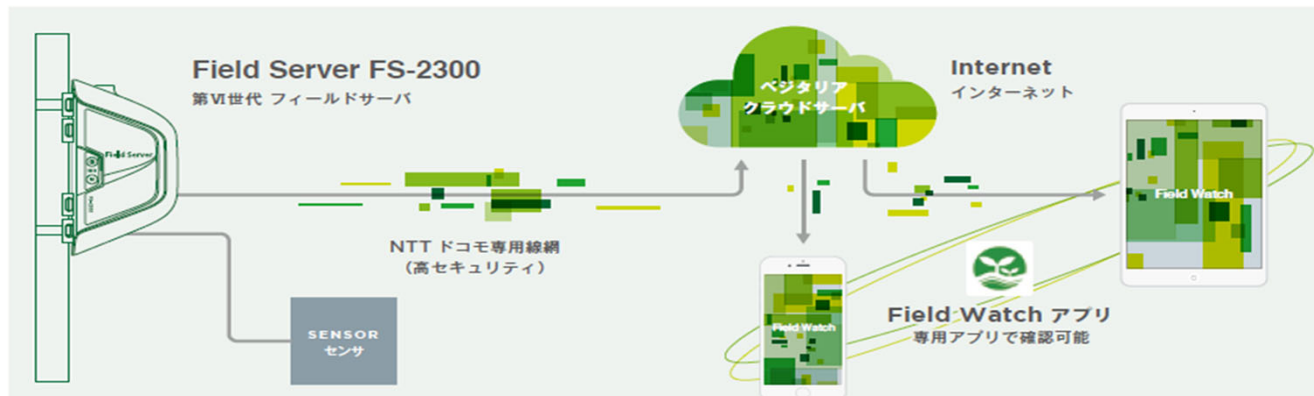 Field Server FS-2300
第Ⅵ世代 フィールドサーバ
Field Server
NTT ドコモ専用線網
(高セキュリティ)
SENSOR
センサ
ベジタリア
クラウドサーバ
Internet
インターネット
Field Watch
Field Watch
Field Watch アプリ
専用アプリで確認可能